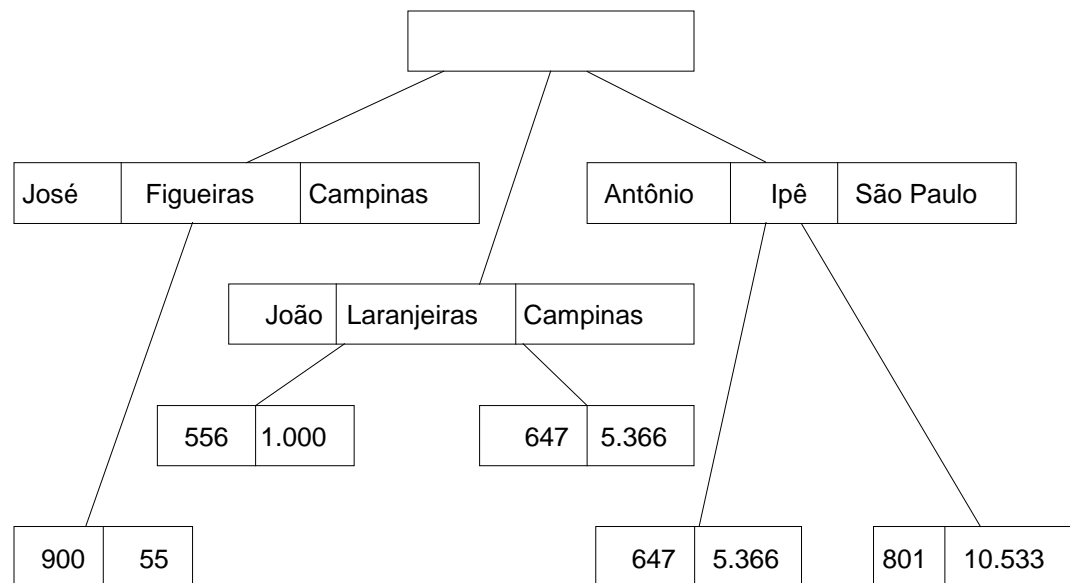 José Figueiras Campinas Antônio Ipê São Paulo
João Laranjeiras Campinas
556 1.000 647 5.366
900 55 647 5.366 801 10.533